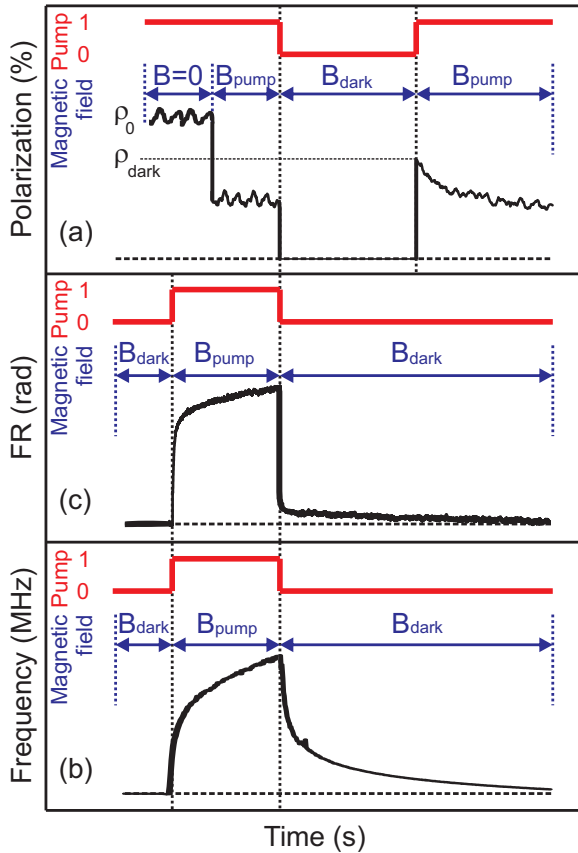 Pump 1
0
Magnetic field
B=0 Bpump Bdark Bpump
ρ0
ρdark
Polarization (%)
(a)
Pump 1
0
Magnetic field
Bdark Bpump Bdark
FR (rad)
(c)
Pump 1
0
Magnetic field
Bdark Bpump Bdark
Frequency (MHz)
(b)
Time (s)